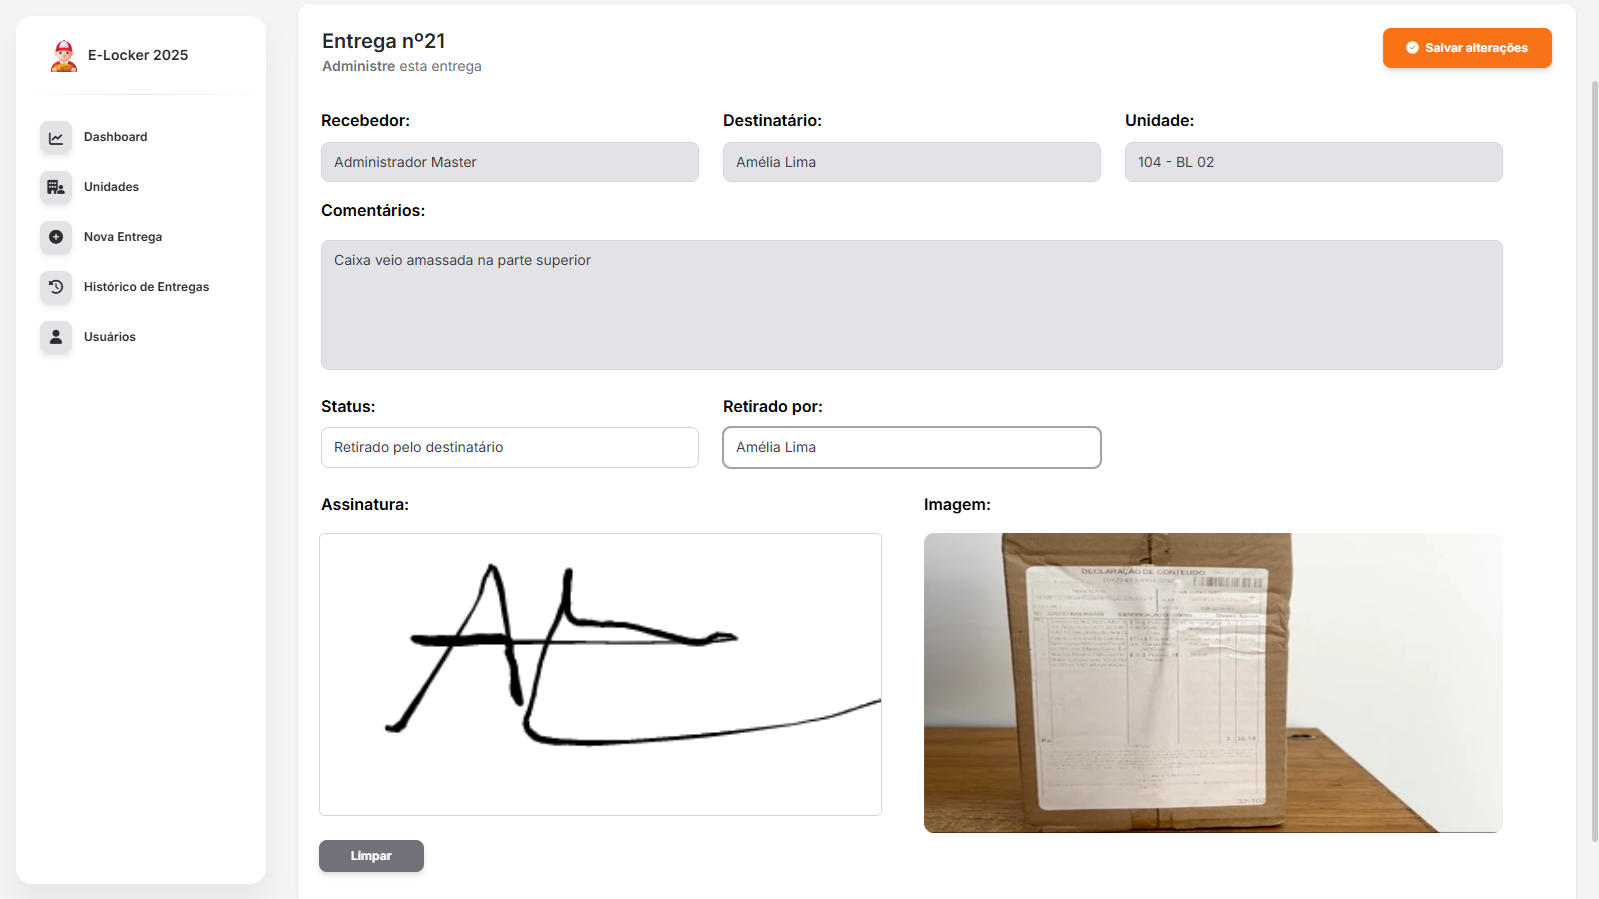 E-Locker 2025
Dashboard
Unidades
Nova Entrega
Histórico de Entregas
Usuários
Entrega nº21
Administre esta entrega
Salvar alterações
Recebedor:
Destinatário:
Unidade:
Administrador Master
Amélia Lima
104 - BL 02
Comentários:
Caixa veio amassada na parte superior
Status:
Retirado por:
Retirado pelo destinatário
Amélia Lima
Assinatura:
Imagem:
AL
DECLARAÇÃO DE CONTEÚDO
Limpar